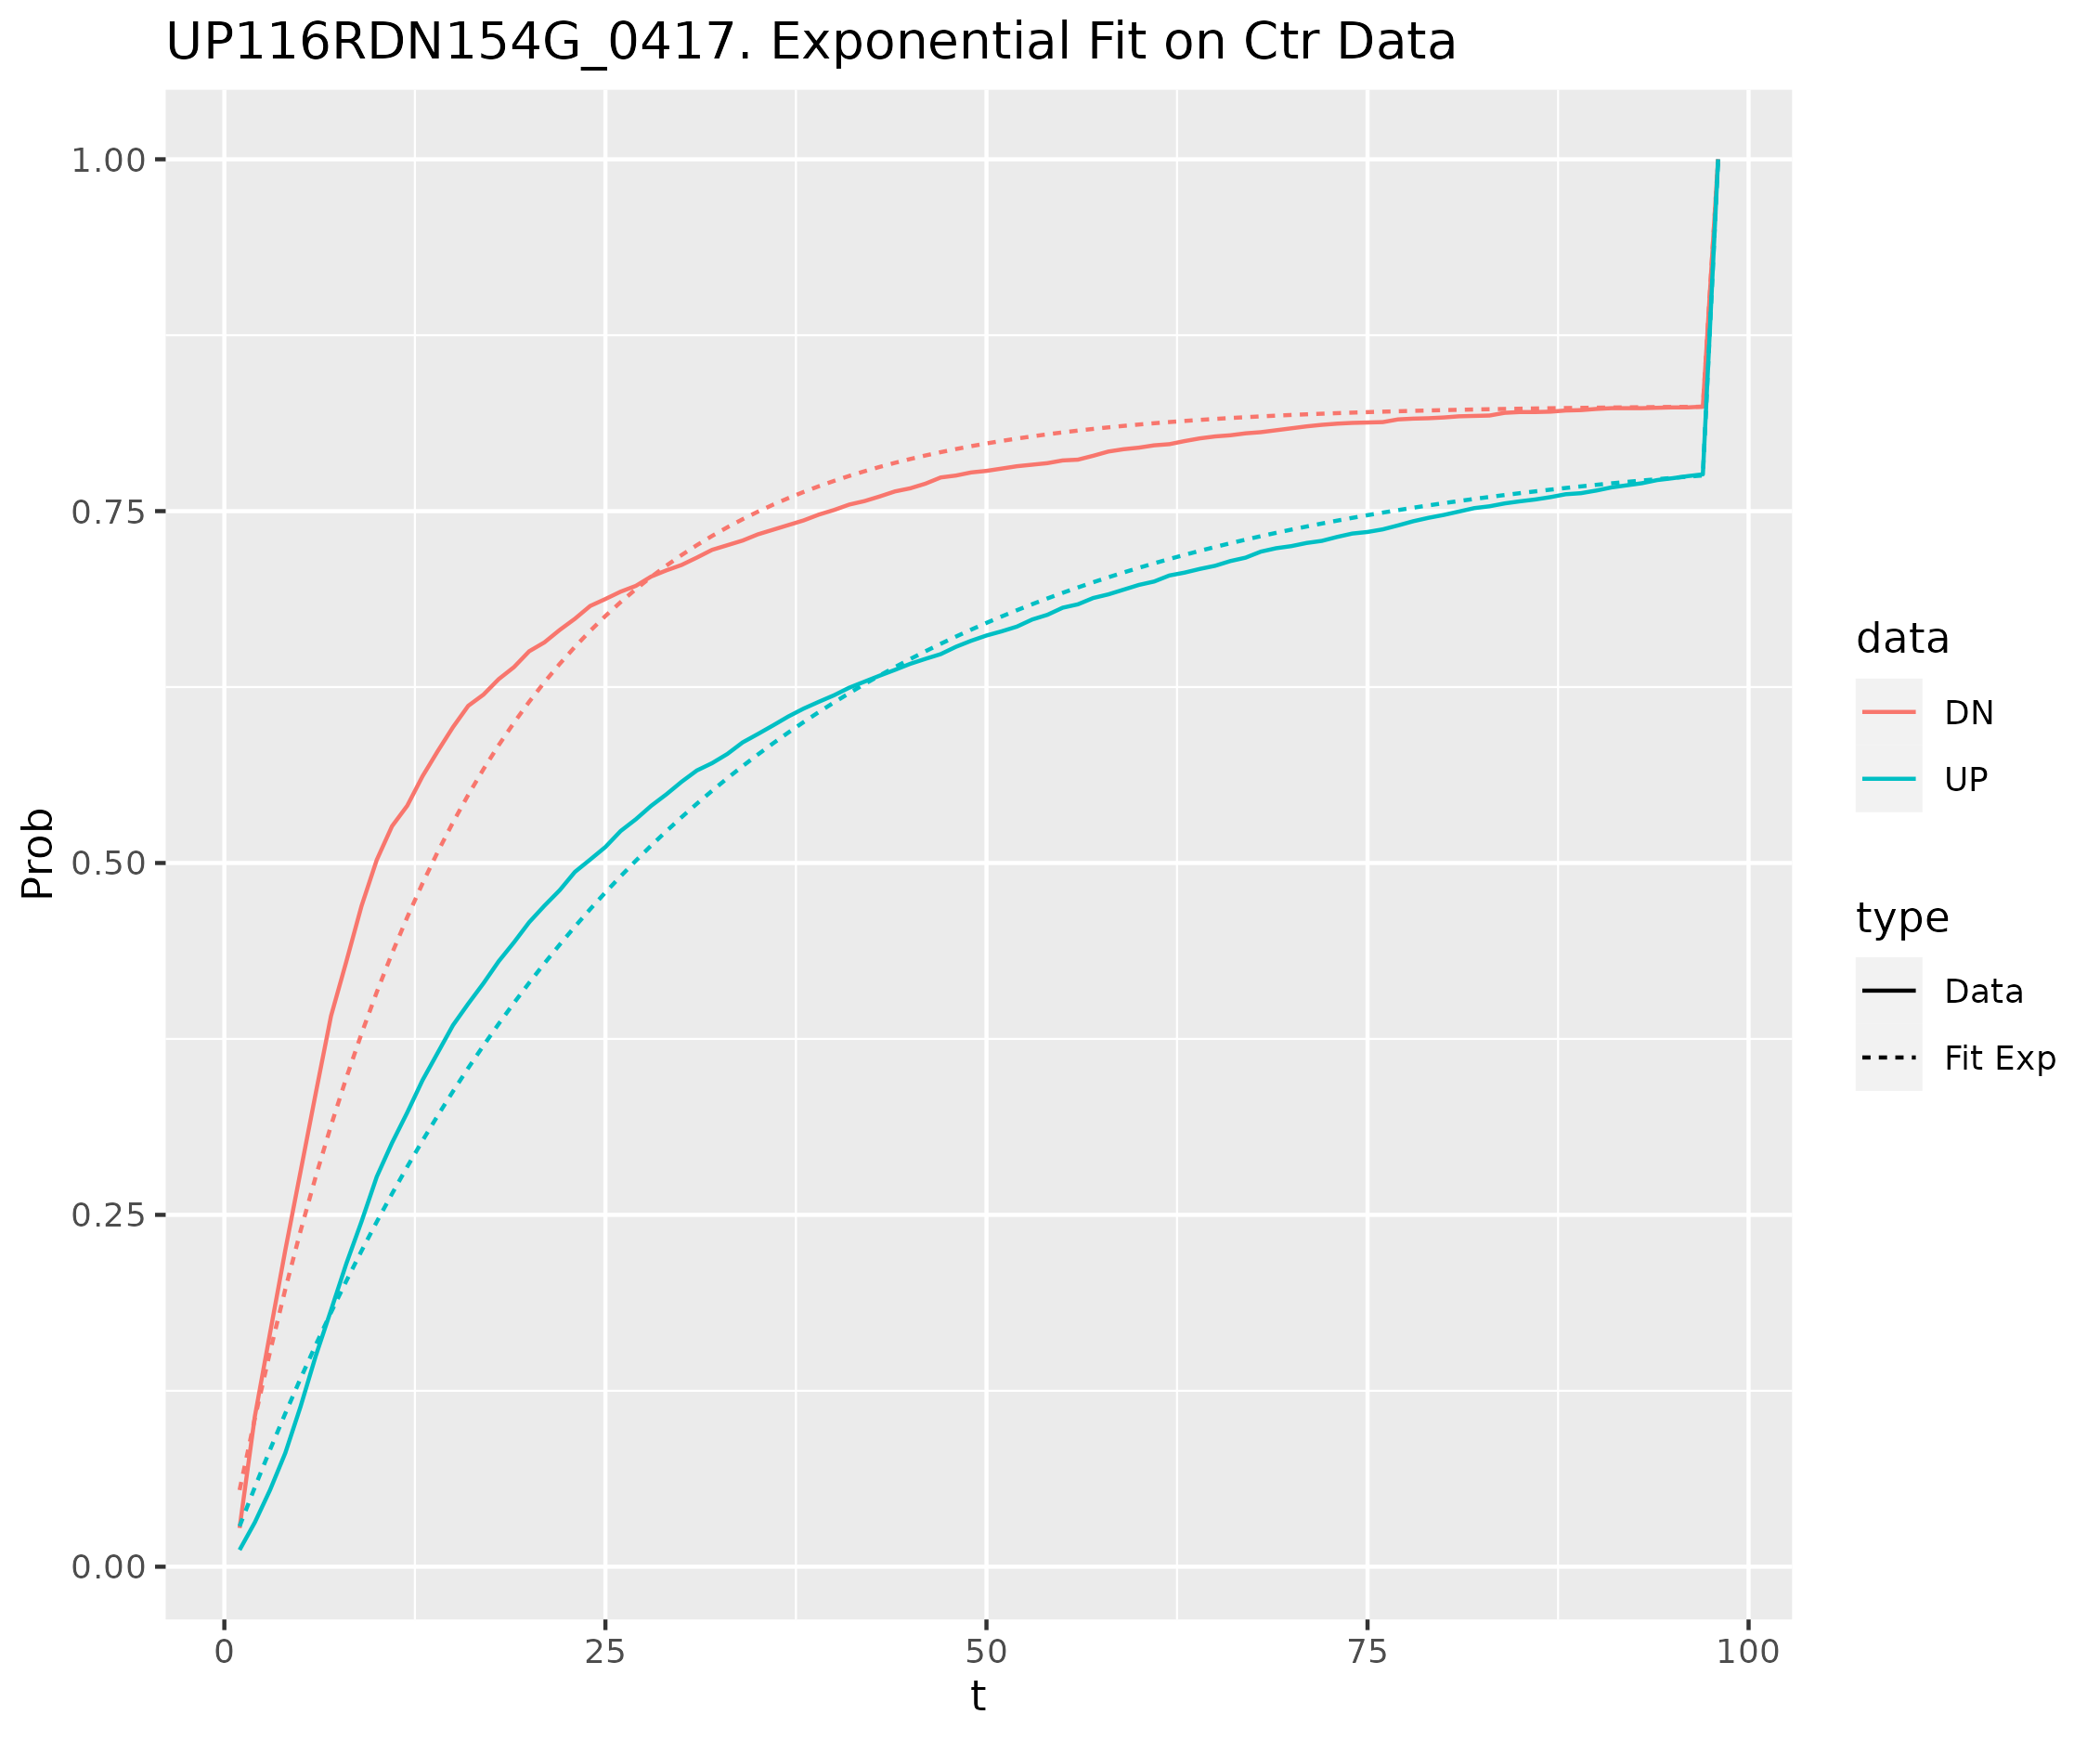 UP116RDN154G_0417. Exponential Fit on Ctr Data
1.00
0.75
0.50
0.25
0.00
Prob
0
25
50
75
100
t
data
DN
UP
type
Data
Fit Exp